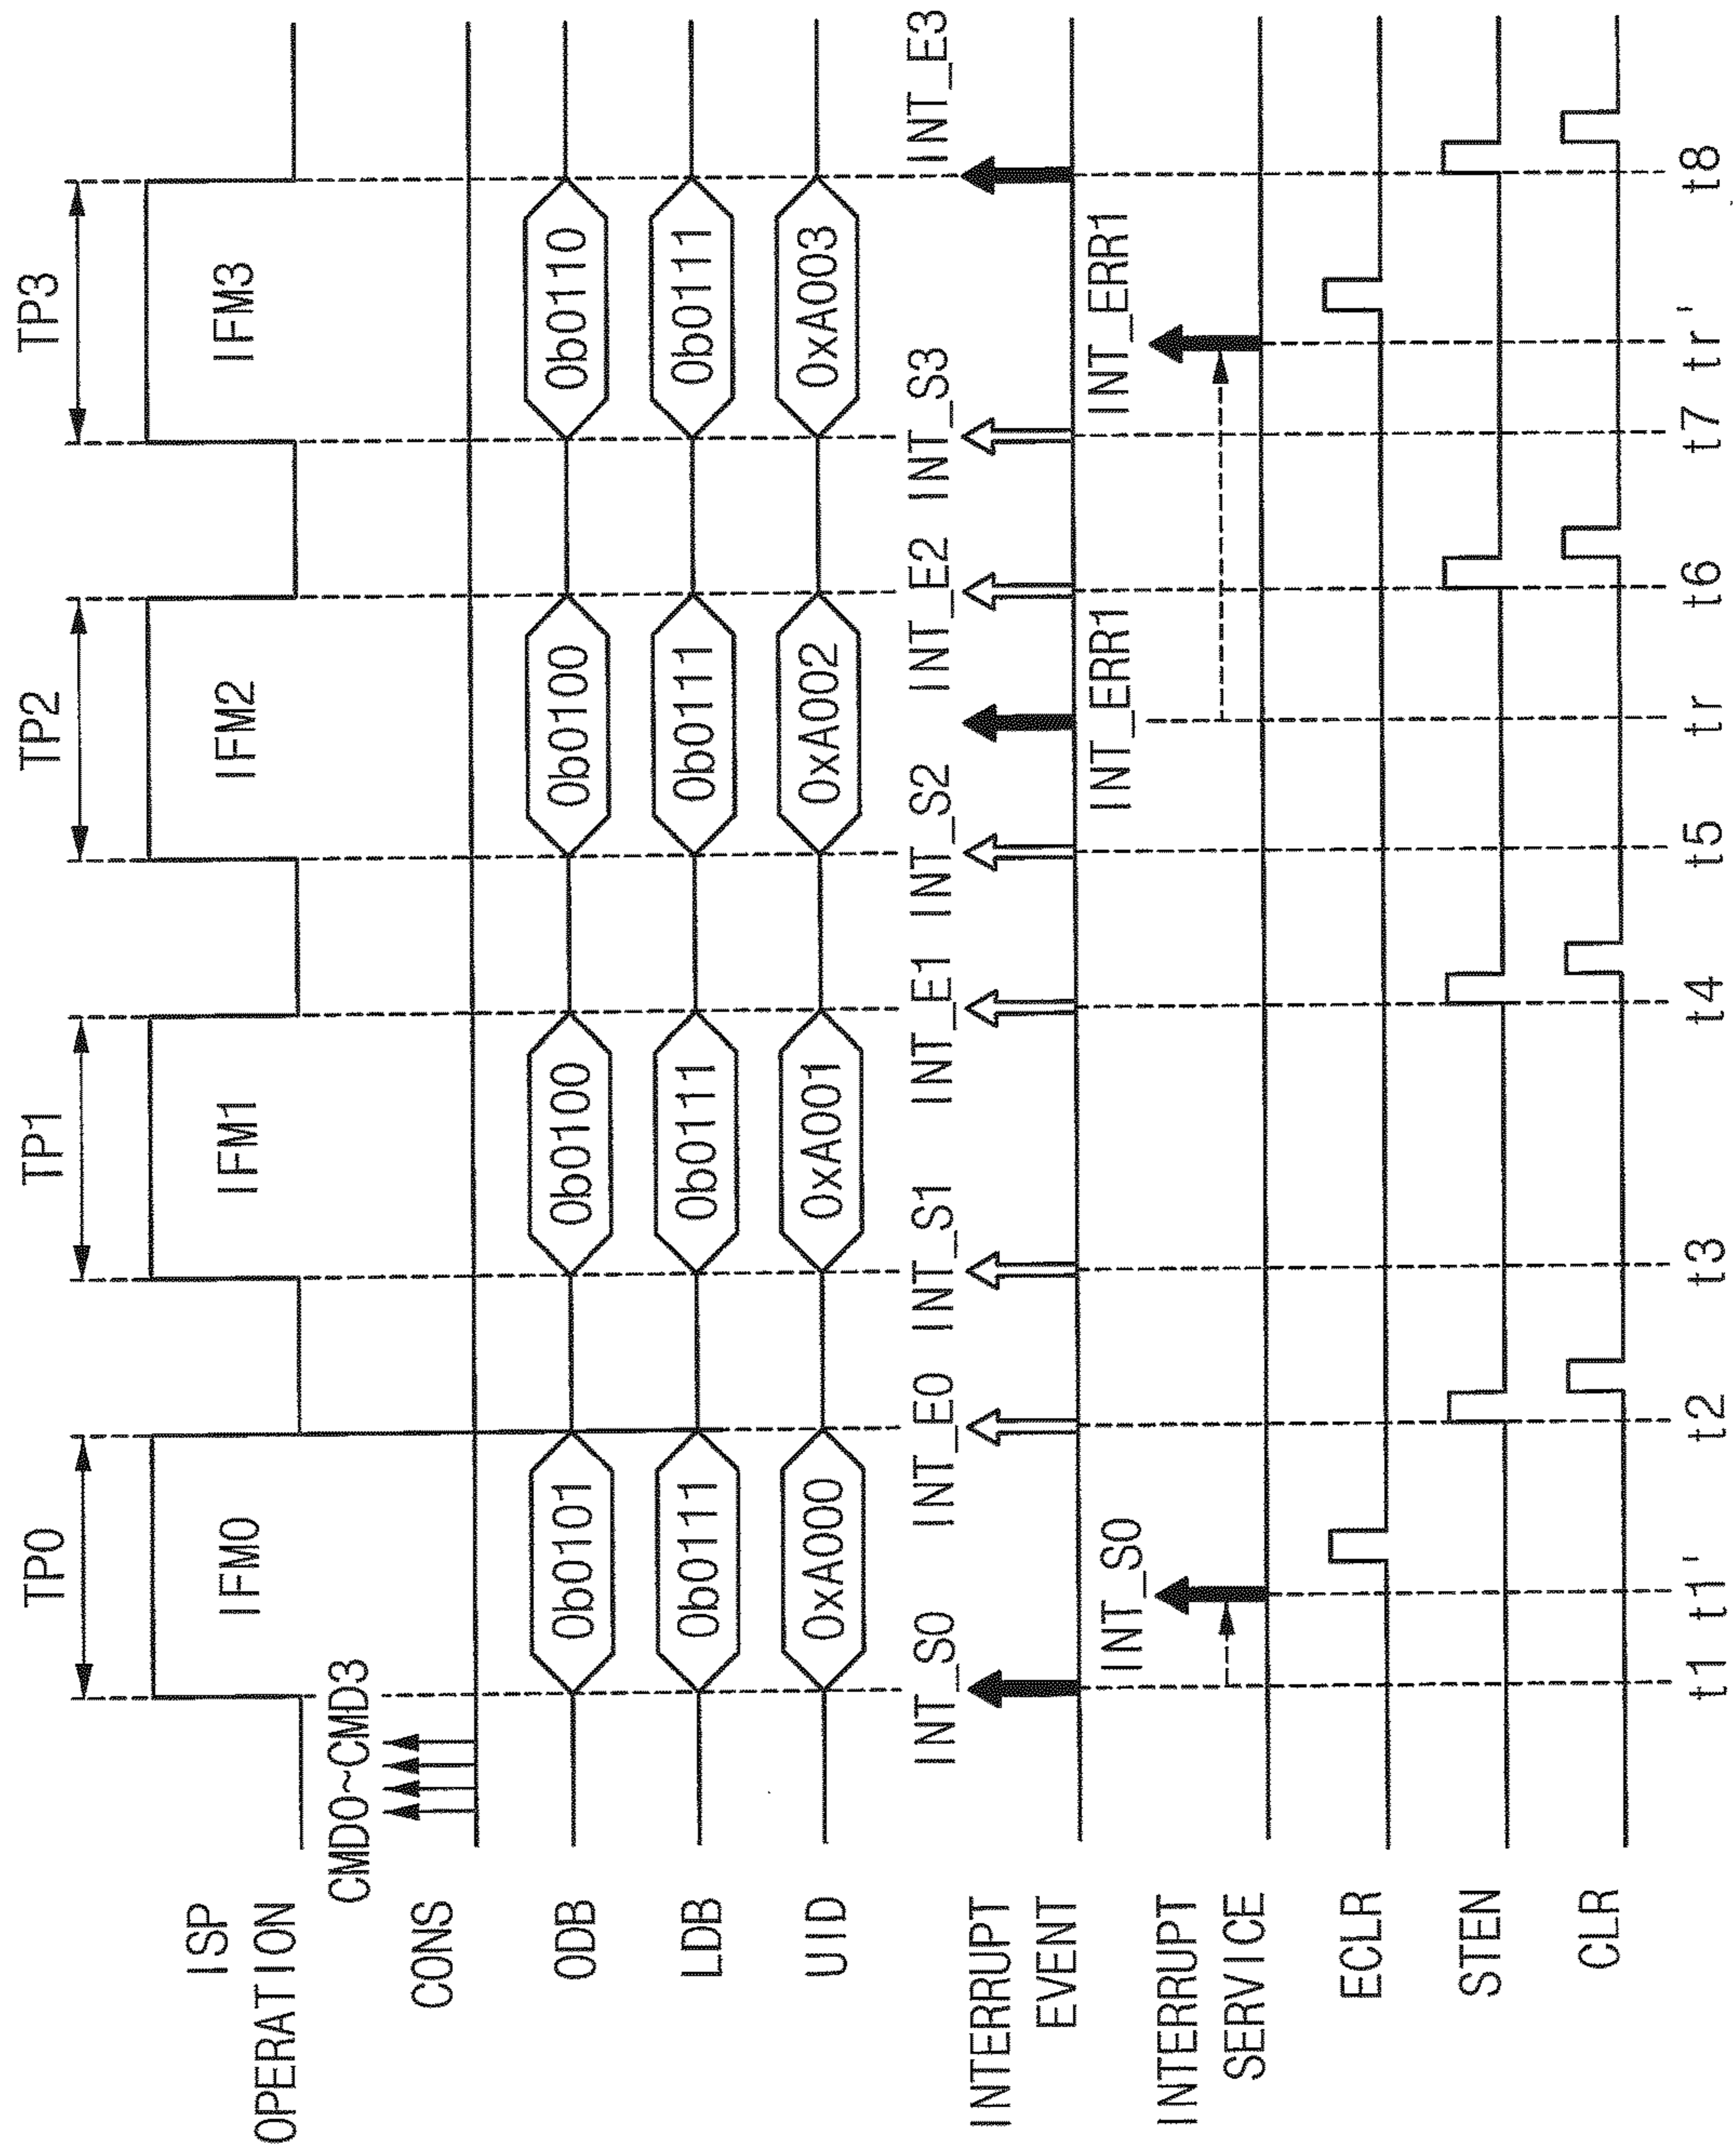 TP0 TP1 TP2 TP3
ISP
OPERATION
IFM0 IFM1 IFM2 IFM3
CMD0~CMD3
CONS
ODB 0b0101 0b0100 0b0100 0b0110
LDB 0b0111 0b0111 0b0111 0b0111
UID 0xA000 0xA001 0xA002 0xA003
INT_S0 INT_E0 INT_S1 INT_E1 INT_S2 INT_E2 INT_S3 INT_E3
INTERRUPT
EVENT
INT_S0 INT_ERR1 INT_ERR1
INTERRUPT
SERVICE
ECLR
STEN
CLR
t1 t1' t2 t3 t4 t5 tr t6 t7 tr' t8